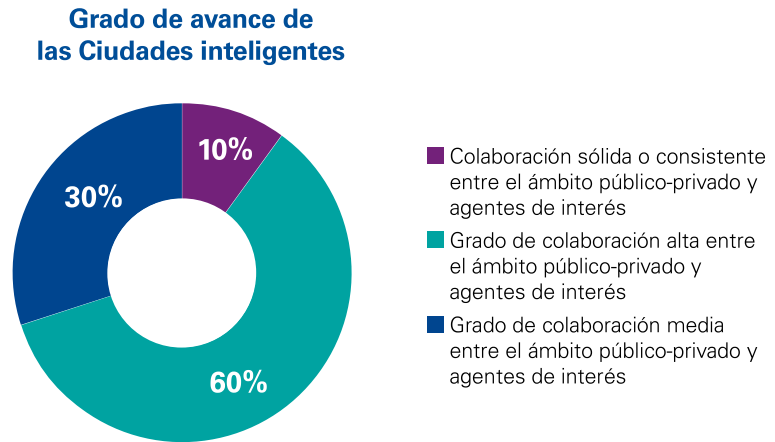 Grado de avance de
las Ciudades inteligentes
10%
30%
60%
Colaboración sólida o consistente
entre el ámbito público-privado y
agentes de interés
Grado de colaboración alta entre
el ámbito público-privado y
agentes de interés
Grado de colaboración media
entre el ámbito público-privado y
agentes de interés